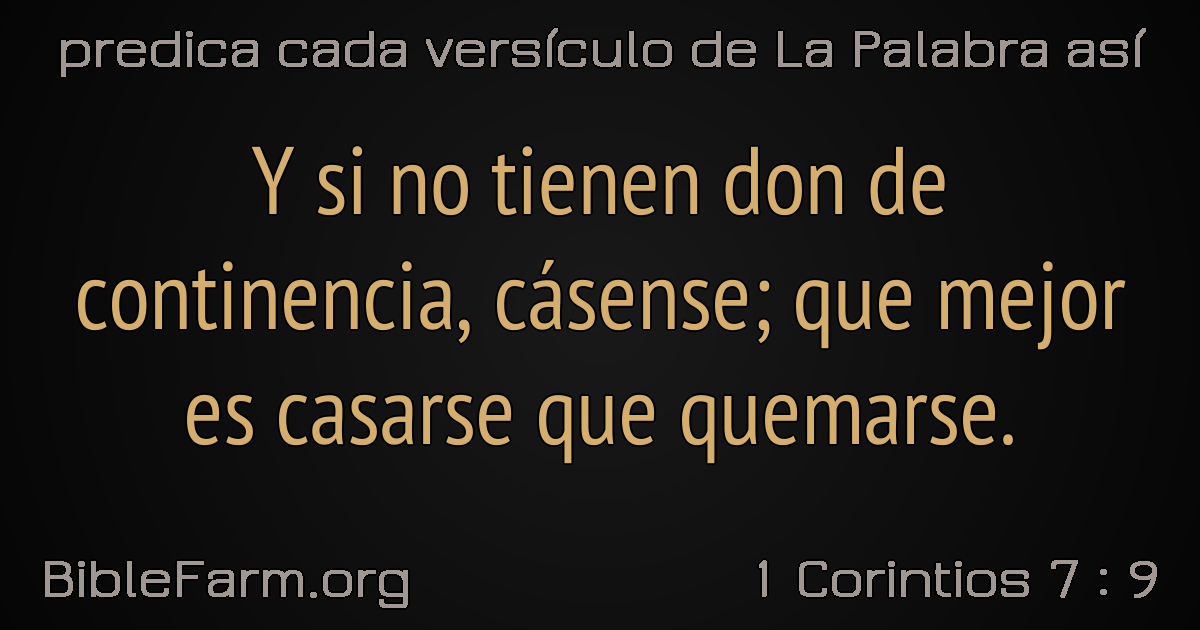 predica cada versículo de La Palabra así
Y si no tienen don de
continencia, cásense; que mejor
es casarse que quemarse.
BibleFarm.org
1 Corintios 7 : 9